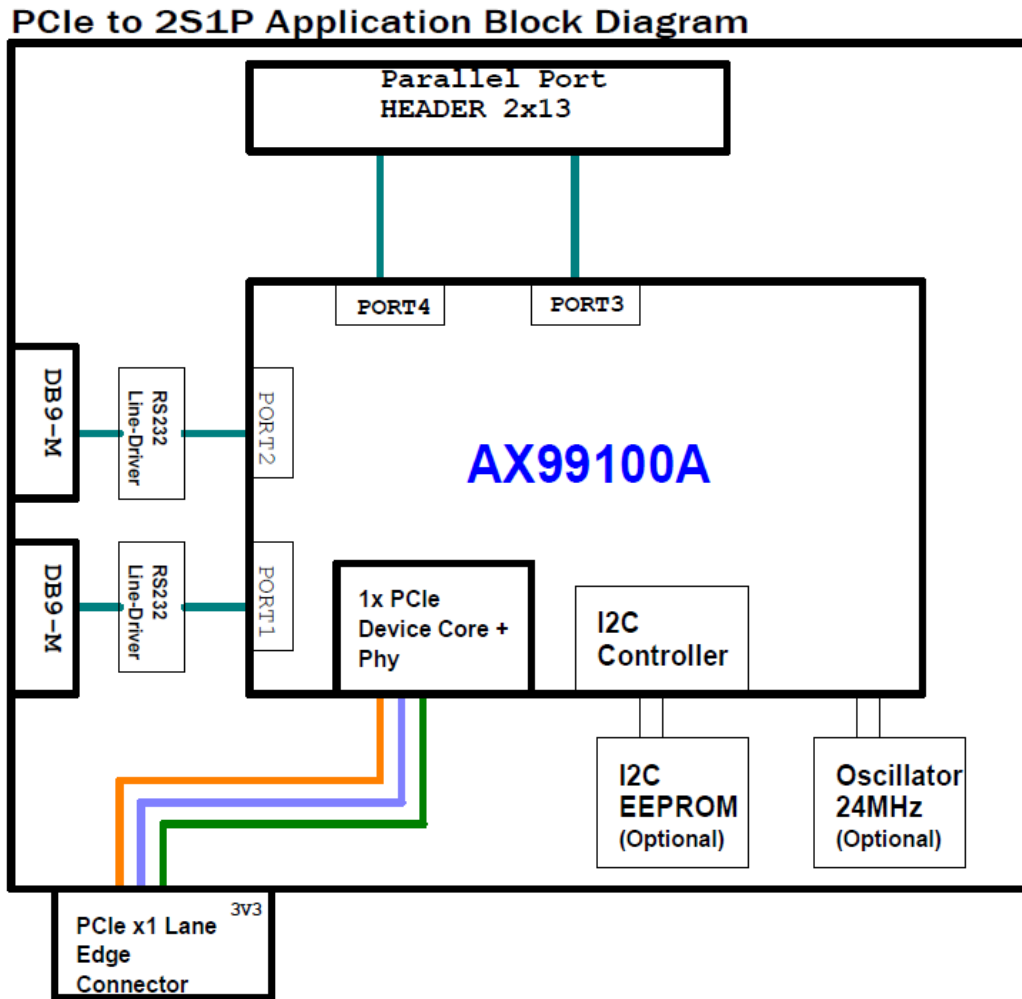 PCIe to 2S1P Application Block Diagram
Parallel Port
HEADER 2x13
PORT4
PORT3
DB9-M
RS232
Line-Driver
PORT2
AX99100A
DB9-M
RS232
Line-Driver
PORT1
1x PCIe
Device Core +
Phy
I2C
Controller
I2C
EEPROM
(Optional)
Oscillator
24MHz
(Optional)
3V3
PCIe x1 Lane
Edge
Connector